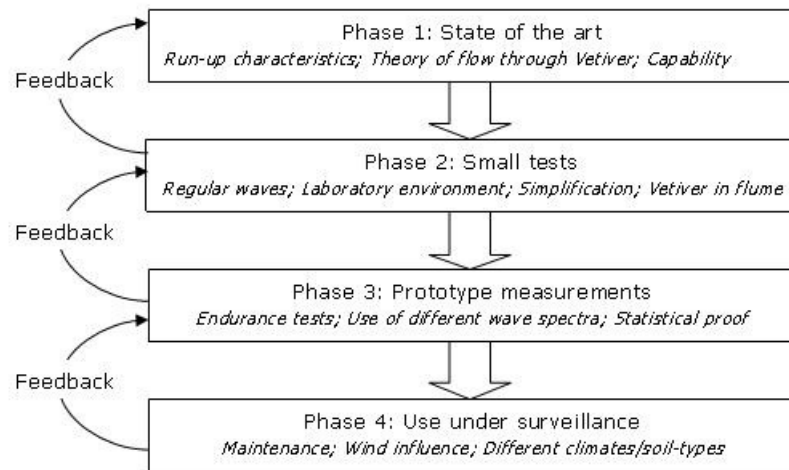 Phase 1: State of the art
Run-up characteristics; Theory of flow through Vetiver; Capability
Feedback
Phase 2: Small tests
Regular waves; Laboratory environment; Simplification; Vetiver in flume
Feedback
Phase 3: Prototype measurements
Endurance tests; Use of different wave spectra; Statistical proof
Feedback
Phase 4: Use under surveillance
Maintenance; Wind influence; Different climates/soil-types